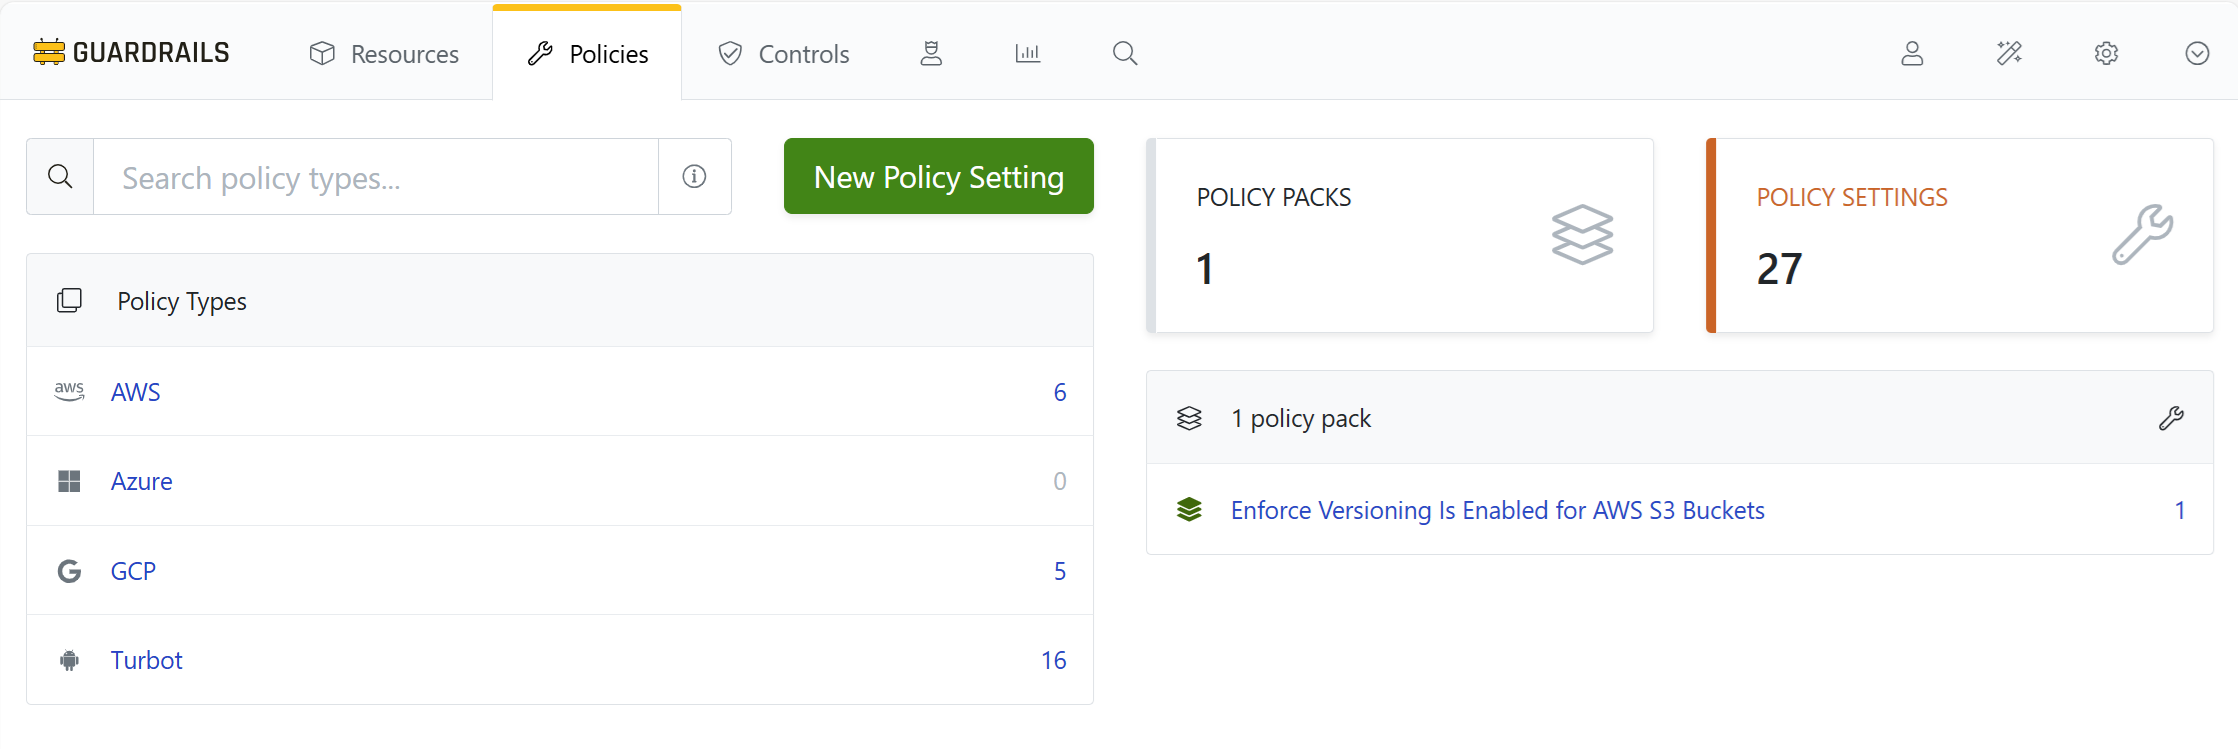 GUARDRAILS
Resources
Policies
Controls
Search policy types...
New Policy Setting
Policy Types
aws AWS 6
Azure 0
GCP 5
Turbot 16
POLICY PACKS
1
POLICY SETTINGS
27
1 policy pack
Enforce Versioning Is Enabled for AWS S3 Buckets 1